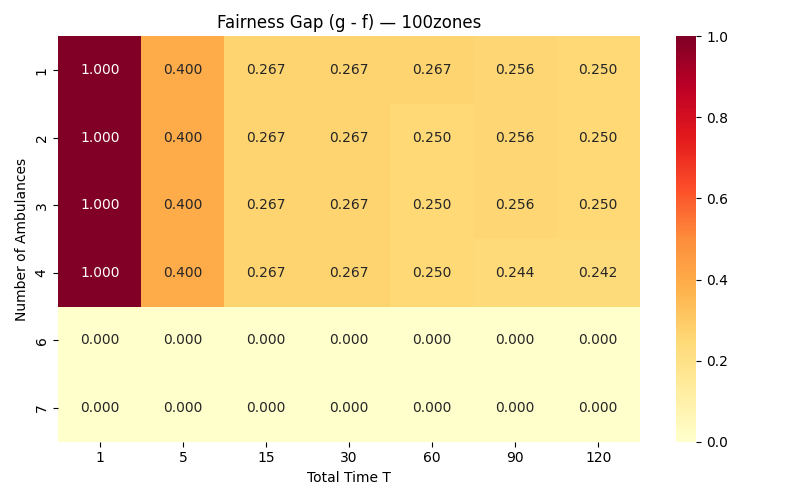 Fairness Gap (g - f) — 100zones
Number of Ambulances
1 1.000 0.400 0.267 0.267 0.267 0.256 0.250
2 1.000 0.400 0.267 0.267 0.250 0.256 0.250
3 1.000 0.400 0.267 0.267 0.250 0.256 0.250
4 1.000 0.400 0.267 0.267 0.250 0.244 0.242
6 0.000 0.000 0.000 0.000 0.000 0.000 0.000
7 0.000 0.000 0.000 0.000 0.000 0.000 0.000
1 5 15 30 60 90 120
Total Time T
1.0
0.8
0.6
0.4
0.2
0.0